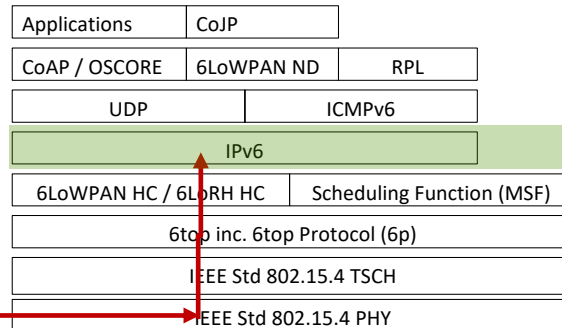 Applications CoJP
CoAP / OSCORE 6LoWPAN ND RPL
UDP ICMPv6
IPv6
6LoWPAN HC / 6LoRH HC Scheduling Function (MSF)
6top inc. 6top Protocol (6p)
IEEE Std 802.15.4 TSCH
IEEE Std 802.15.4 PHY